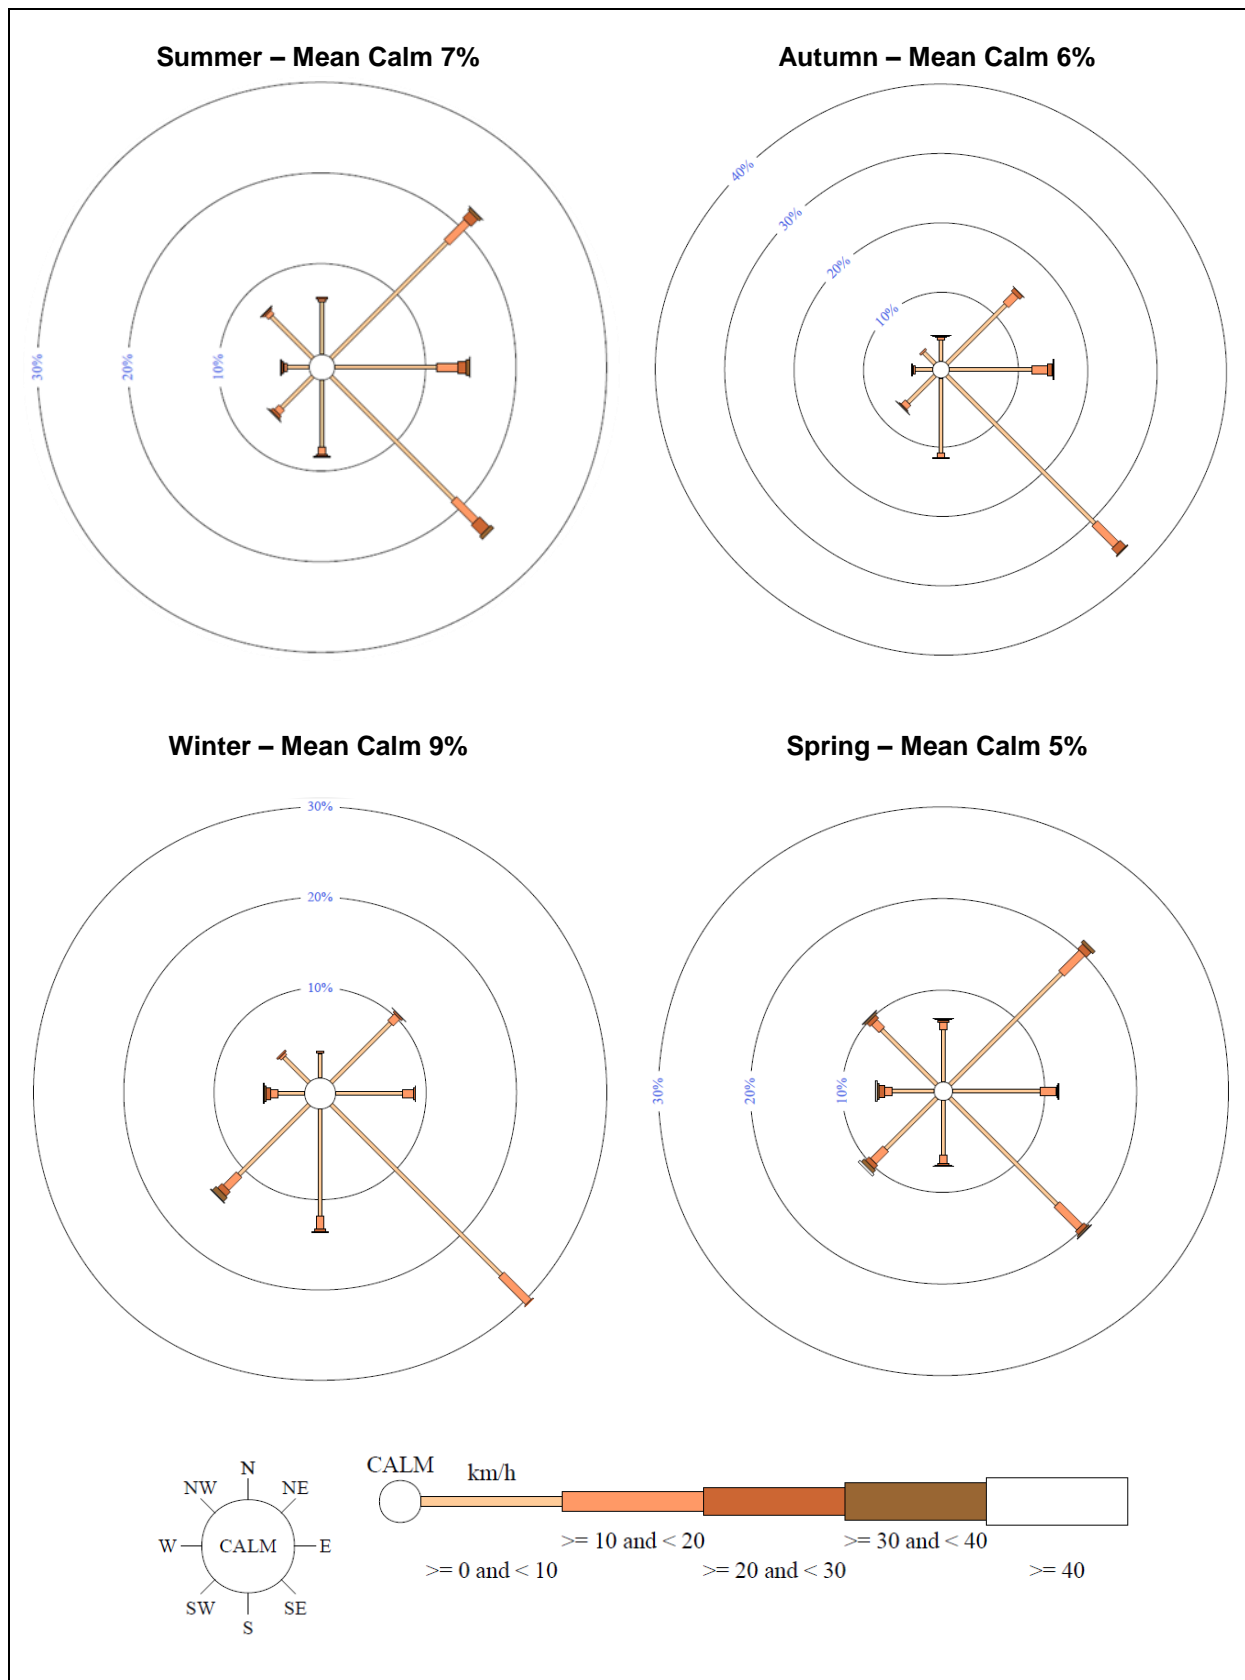 Summer – Mean Calm 7%
Autumn – Mean Calm 6%
30%
20%
10%
40%
30%
20%
10%
Winter – Mean Calm 9%
Spring – Mean Calm 5%
30%
20%
10%
30%
20%
10%
N
NW
NE
W
CALM
E
SW
SE
S
CALM
km/h
>= 10 and < 20
>= 30 and < 40
>= 0 and < 10
>= 20 and < 30
>= 40